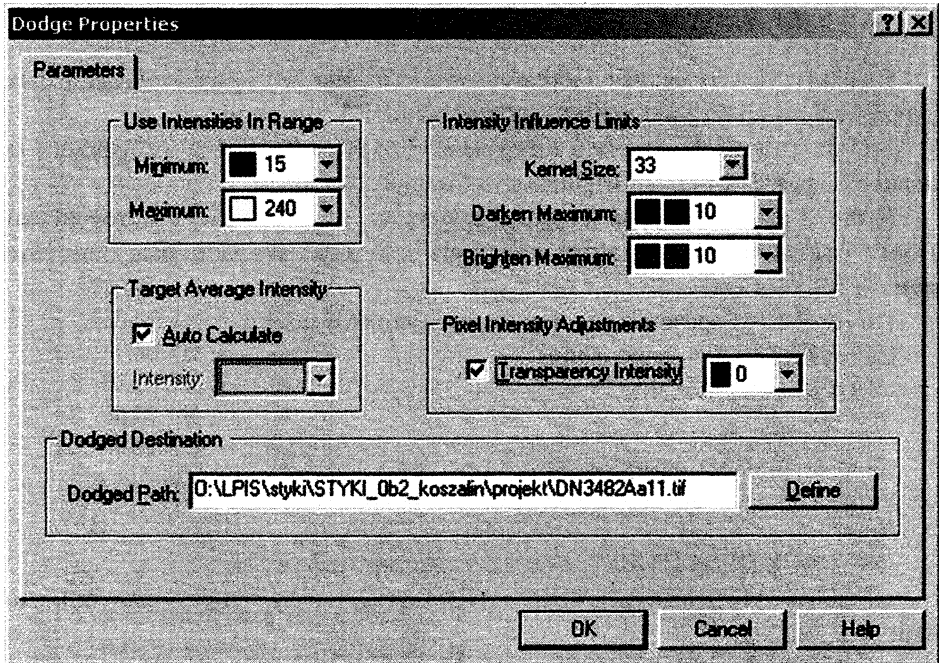 Dodge Properties
Parameters
Use Intensities In Range
Minimum: 15
Maximum: 240
Target Average Intensity
Auto Calculate
Intensity:
Intensity Influence Limits
Kernel Size: 33
Darken Maximum: 10
Brighten Maximum: 10
Pixel Intensity Adjustments
Transparency Intensity 0
Dodged Destination
Dodged Path: O:\LPIS\styki\STYKI_0b2_koszalin\projekt\DN3482Aa11.tif
Define
OK Cancel Help